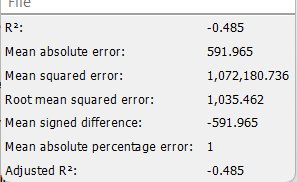 File
R²: -0.485
Mean absolute error: 591.965
Mean squared error: 1,072,180.736
Root mean squared error: 1,035.462
Mean signed difference: -591.965
Mean absolute percentage error: 1
Adjusted R²: -0.485